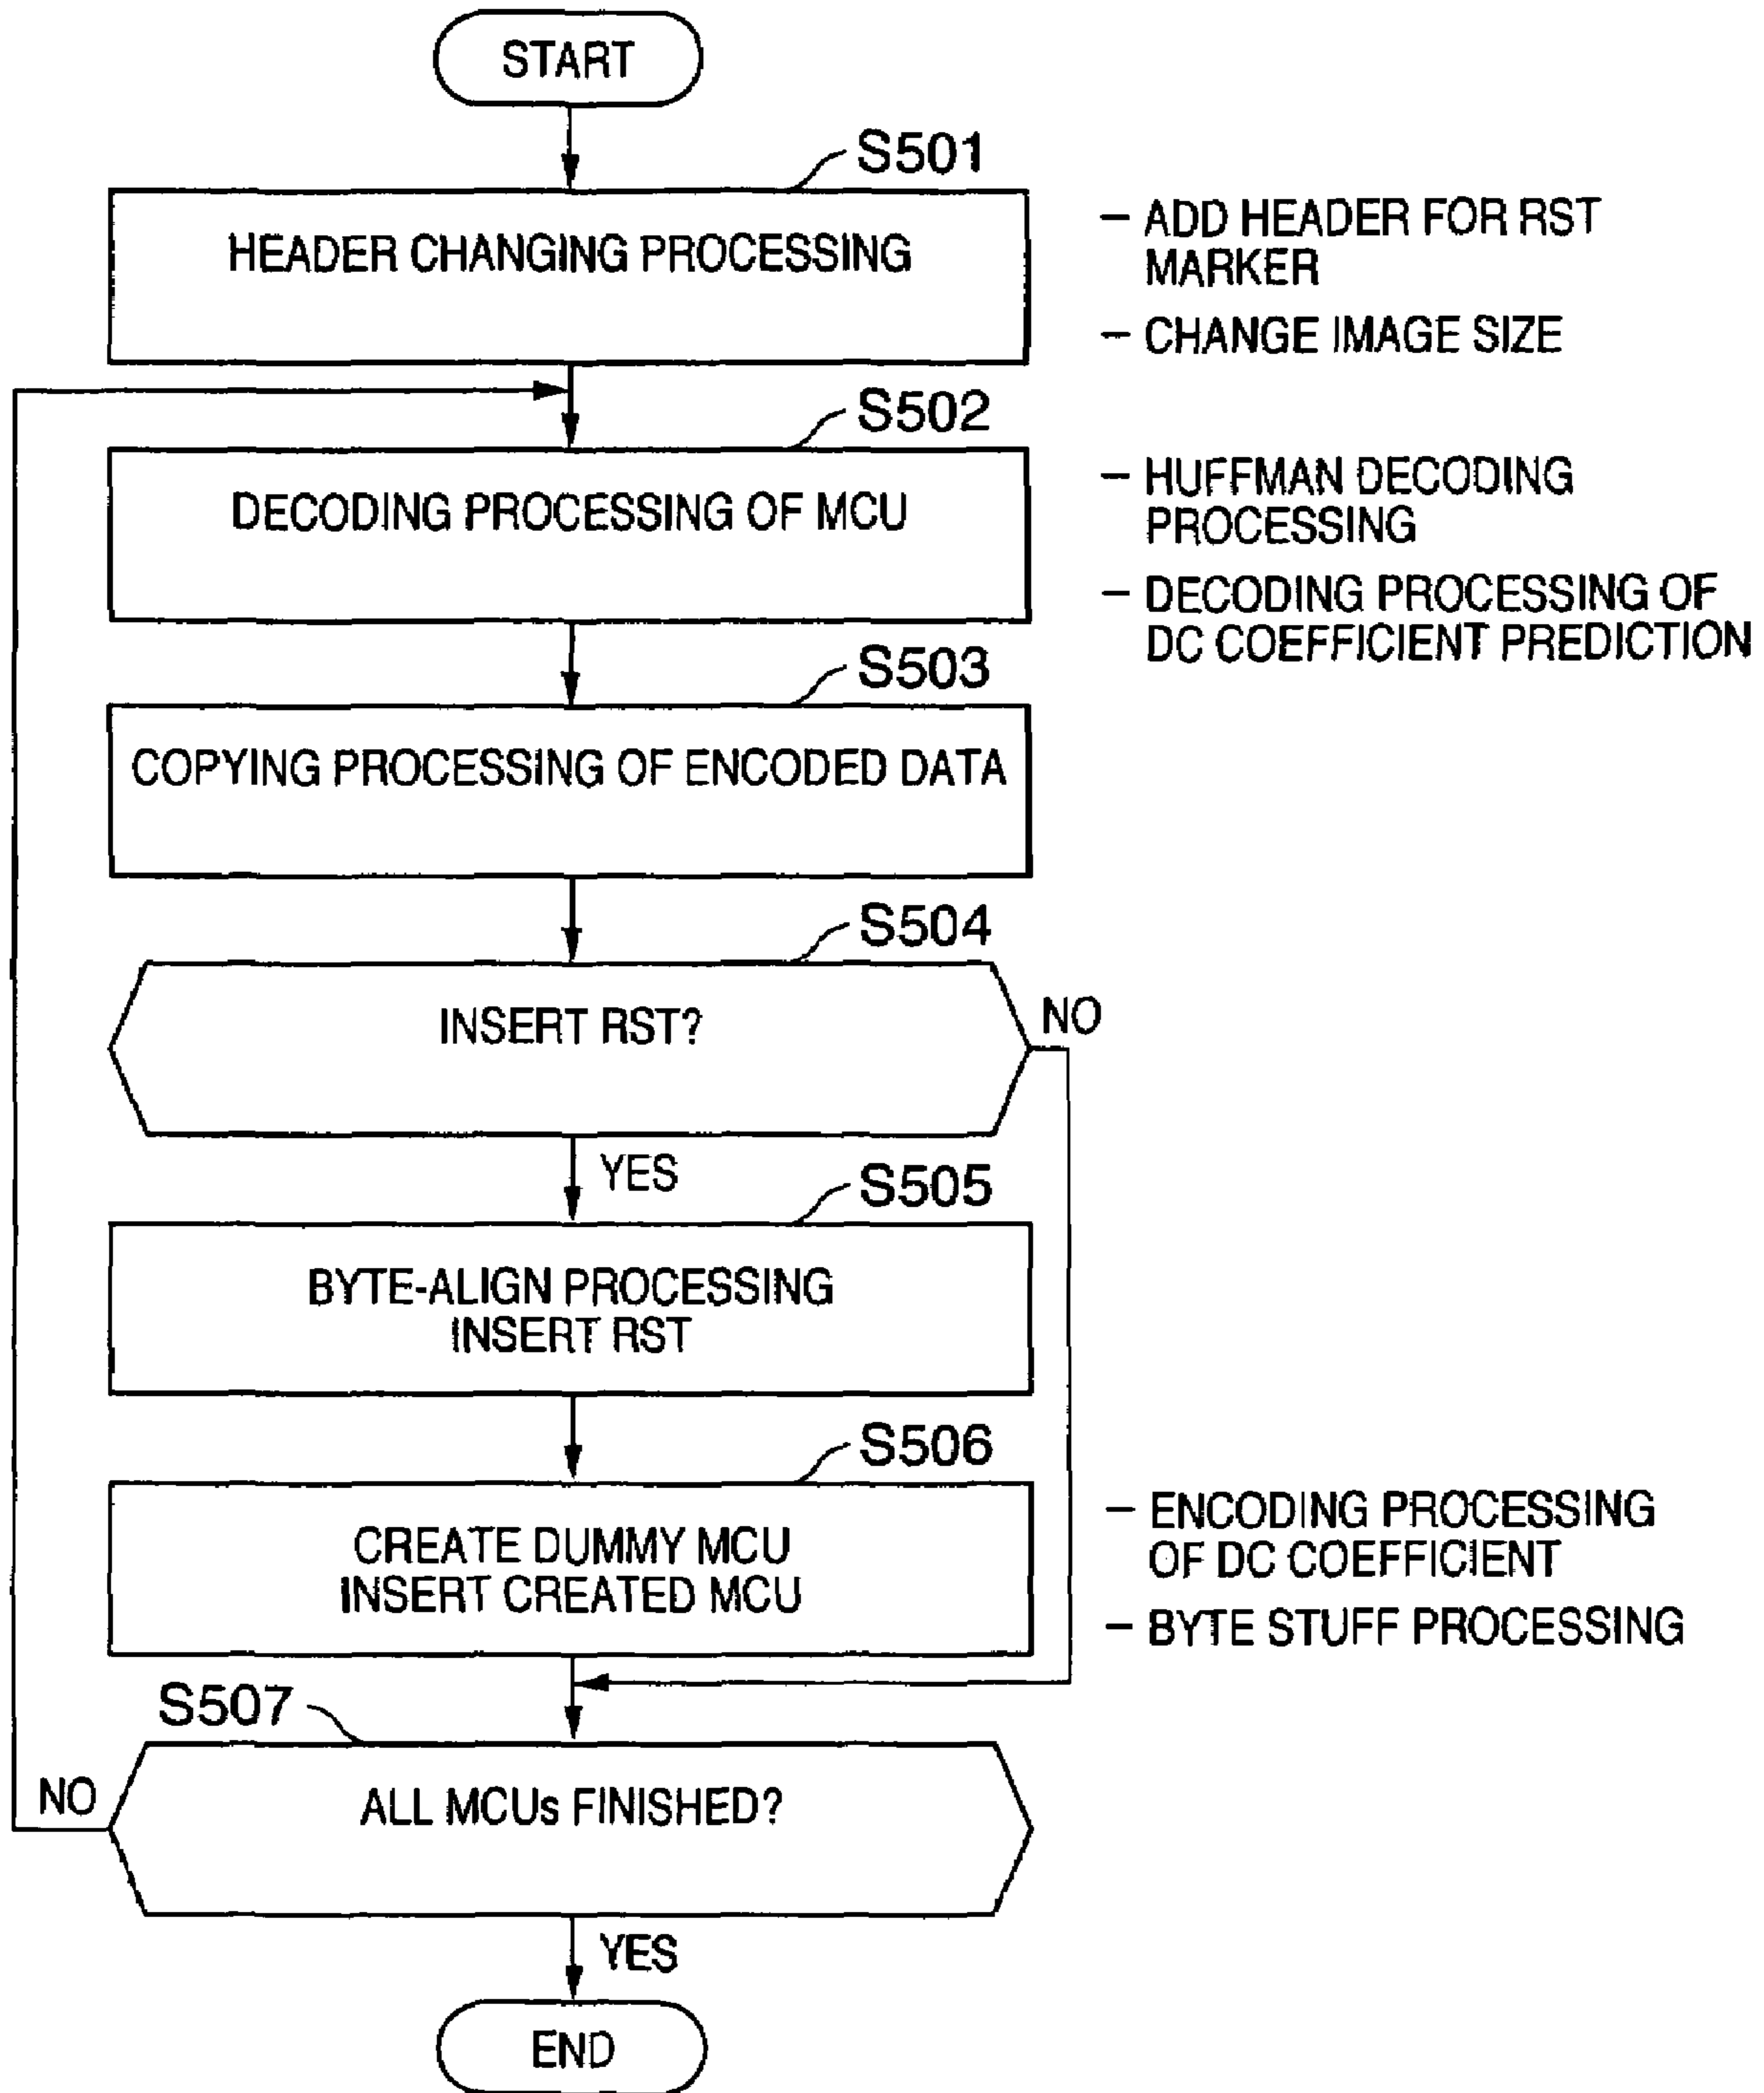 START
S501
HEADER CHANGING PROCESSING
– ADD HEADER FOR RST
MARKER
– CHANGE IMAGE SIZE
S502
DECODING PROCESSING OF MCU
– HUFFMAN DECODING
PROCESSING
– DECODING PROCESSING OF
DC COEFFICIENT PREDICTION
S503
COPYING PROCESSING OF ENCODED DATA
S504
INSERT RST?
NO
YES
S505
BYTE-ALIGN PROCESSING
INSERT RST
S506
CREATE DUMMY MCU
INSERT CREATED MCU
– ENCODING PROCESSING
OF DC COEFFICIENT
– BYTE STUFF PROCESSING
S507
NO
ALL MCUs FINISHED?
YES
END